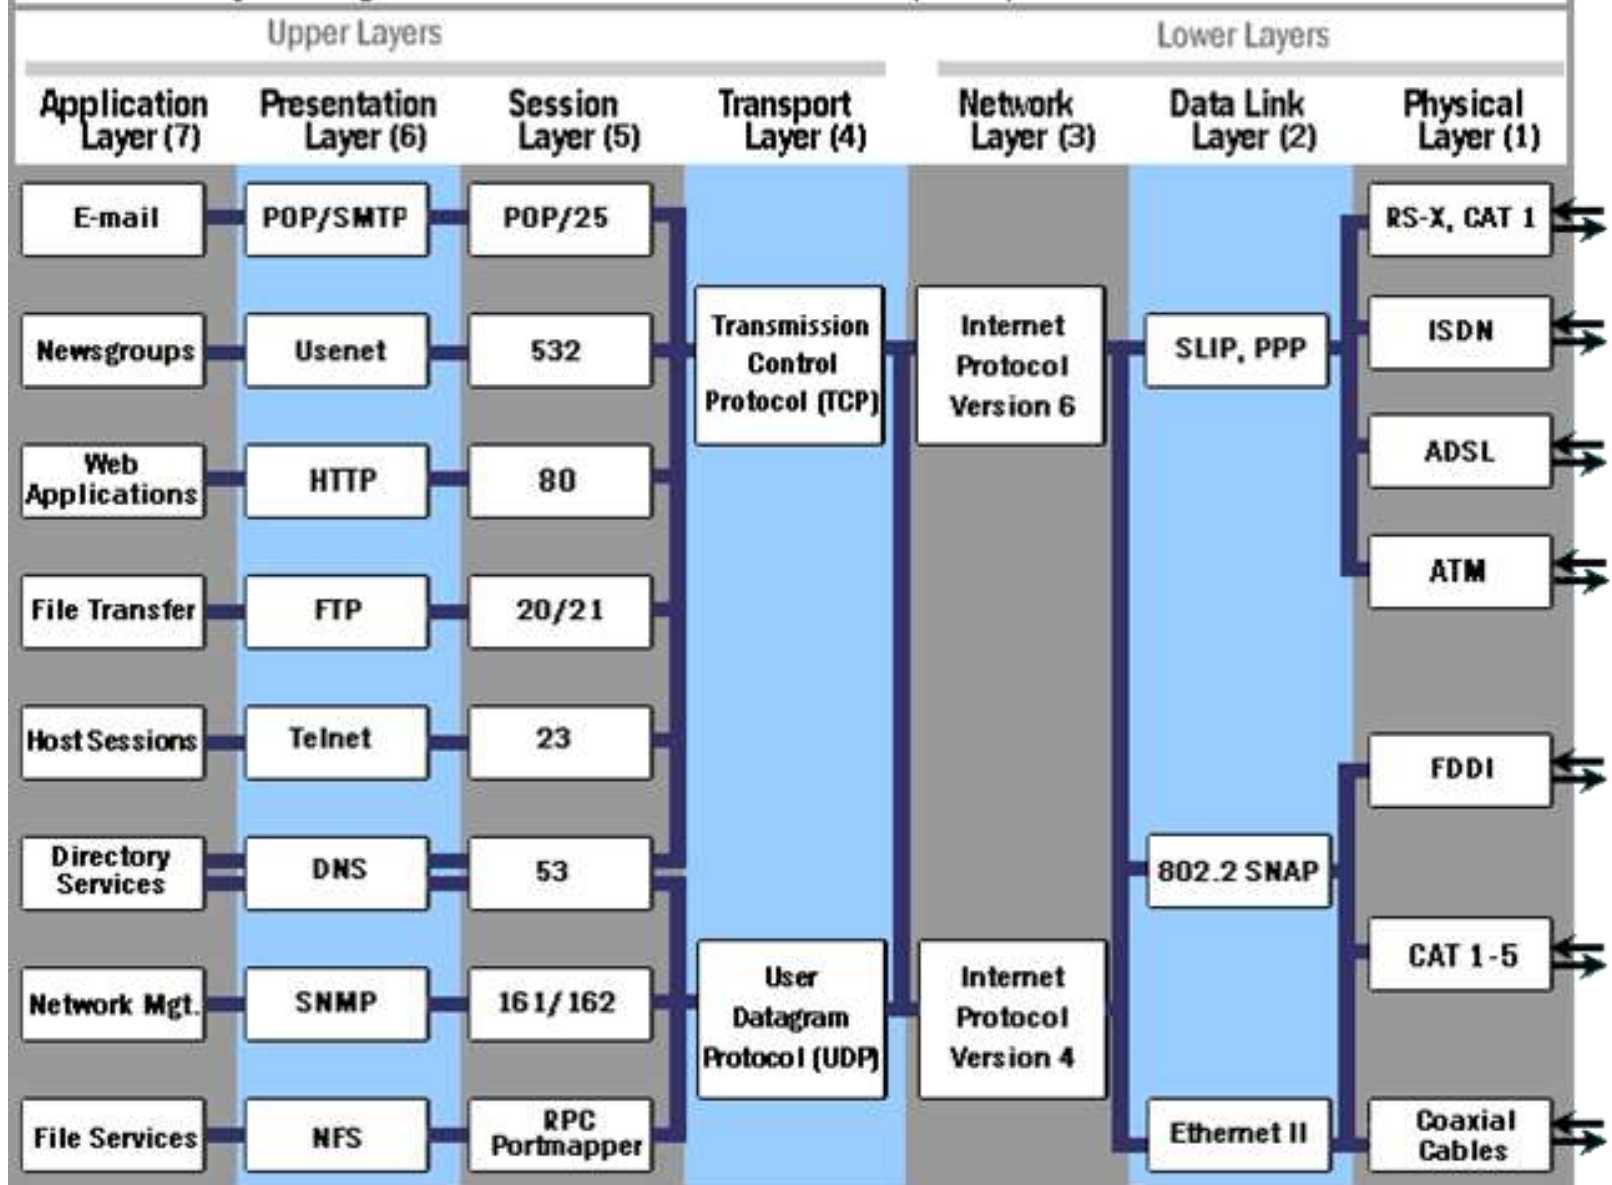 Upper Layers
Lower Layers
Application
Layer (7)
Presentation
Layer (6)
Session
Layer (5)
Transport
Layer (4)
Network
Layer (3)
Data Link
Layer (2)
Physical
Layer (1)
E-mail
POP/SMTP
POP/25
RS-X, CAT 1
Newsgroups
Usenet
532
Transmission
Control
Protocol (TCP)
Internet
Protocol
Version 6
SLIP, PPP
ISDN
Web
Applications
HTTP
80
ADSL
File Transfer
FTP
20/21
ATM
Host Sessions
Telnet
23
FDDI
Directory
Services
DNS
53
802.2 SNAP
Network Mgt.
SNMP
161/162
User
Datagram
Protocol (UDP)
Internet
Protocol
Version 4
CAT 1-5
File Services
NFS
RPC
Portmapper
Ethernet II
Coaxial
Cables